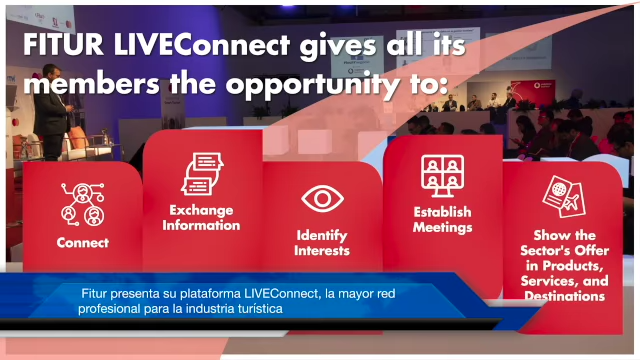 FITUR LIVEConnect gives all its
members the opportunity to:
Connect
Exchange
Information
Identify
Interests
Establish
Meetings
Show the
Sector's Offer
in Products,
Services, and
Destinations
Fitur presenta su plataforma LIVEConnect, la mayor red
profesional para la industria turística